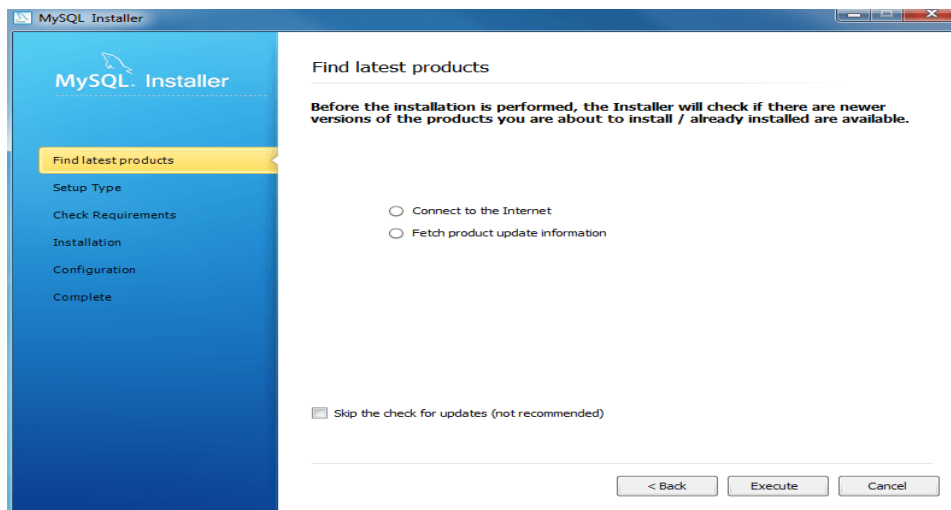 MySQL Installer
MySQL. Installer
Find latest products
Setup Type
Check Requirements
Installation
Configuration
Complete
Find latest products
Before the installation is performed, the Installer will check if there are newer
versions of the products you are about to install / already installed are available.
Connect to the Internet
Fetch product update information
Skip the check for updates (not recommended)
< Back
Execute
Cancel